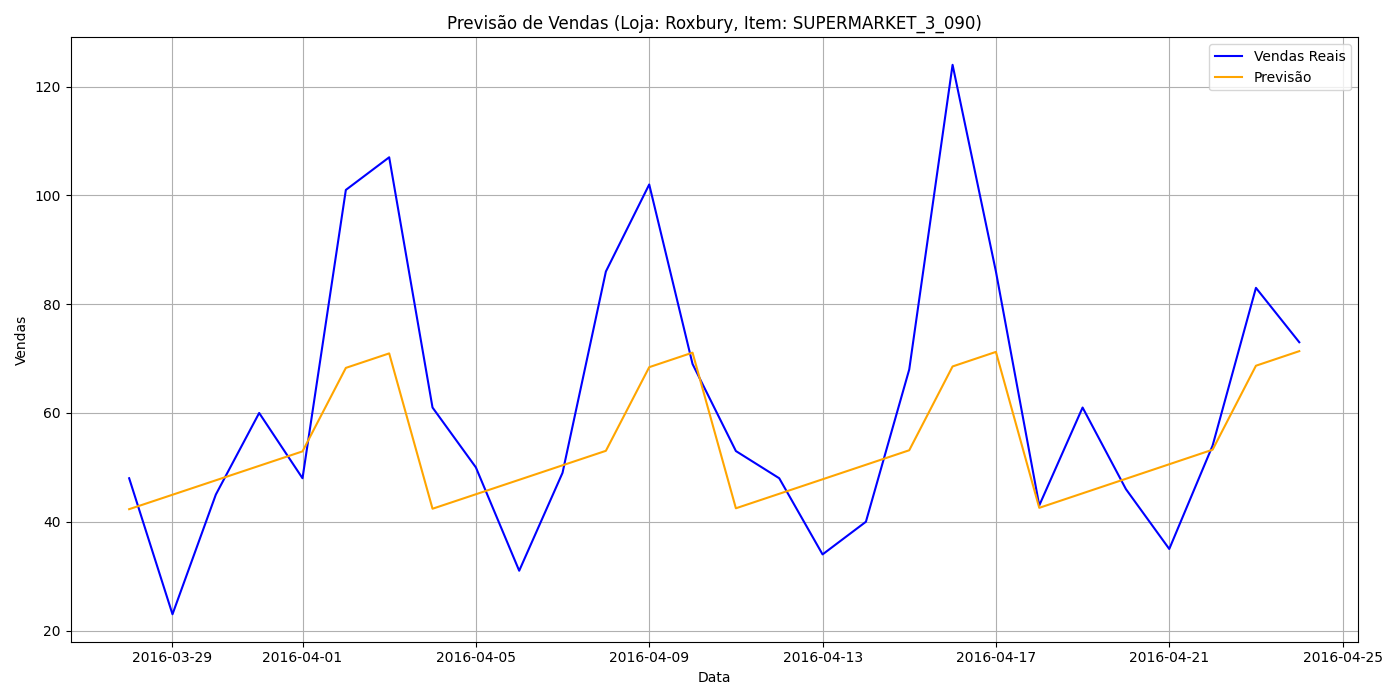 Previsão de Vendas (Loja: Roxbury, Item: SUPERMARKET_3_090)
Vendas Reais
Previsão
120
100
80
60
40
20
Vendas
2016-03-29 2016-04-01 2016-04-05 2016-04-09 2016-04-13 2016-04-17 2016-04-21 2016-04-25
Data